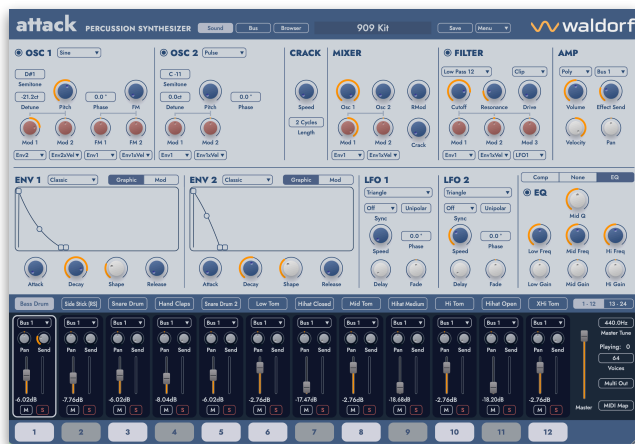 attack PERCUSSION SYNTHESIZER Sound Bus Browser 909 Kit Save Menu waldorf
OSC 1 Sine OSC 2 Pulse CRACK MIXER FILTER AMP
D#1 C -11 Low Pass 12 Clip Poly Bus 1
Semitone Semitone
-21.2ct 0.0° 0.0ct 0.0°
Detune Pitch Phase FM Detune Pitch Phase Speed Osc 1 Osc 2 RMod Cutoff Resonance Drive Volume Effect Send
2 Cycles
Length
Mod 1 Mod 2 FM 1 FM 2 Mod 1 Mod 2 Mod 1 Mod 2 Crack Mod 1 Mod 2 Mod 3 Velocity Pan
Env2 Env2xVel Env1 Env1xVel Env1 Env1xVel Env1 Env1xVel Env1 Env1xVel LFO1
ENV 1 Classic Graphic Mod ENV 2 Classic Graphic Mod LFO 1 LFO 2 Comp None EQ
Triangle Triangle EQ
Off Unipolar Off Unipolar
Sync Sync Mid Q
0.0° 0.0°
Speed Phase Speed Phase Low Freq Mid Freq Hi Freq
Attack Decay Shape Release Attack Decay Shape Release Delay Fade Delay Fade Low Gain Mid Gain Hi Gain
Bass Drum Side Stick (RS) Snare Drum Hand Claps Snare Drum 2 Low Tom Hihat Closed Mid Tom Hihat Medium Hi Tom Hihat Open XHi Tom 1 - 12 13 - 24
Bus 1 Bus 1 Bus 1 Bus 1 Bus 1 Bus 1 Bus 1 Bus 1 Bus 1 Bus 1 Bus 1 Bus 1 440.0Hz
Master Tune
Pan Send Pan Send Pan Send Pan Send Pan Send Pan Send Pan Send Pan Send Pan Send Pan Send Pan Send Pan Send Playing: 0
64
Voices
Multi Out
-6.02dB -7.76dB -6.02dB -8.04dB -6.02dB -2.76dB -17.47dB -2.76dB -18.68dB -2.76dB -18.20dB -2.76dB
M S M S M S M S M S M S M S M S M S M S M S M S Master MIDI Map
1 2 3 4 5 6 7 8 9 10 11 12